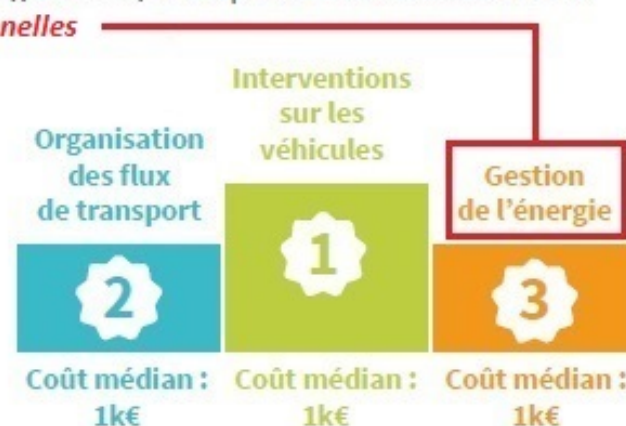 nelles
Interventions
sur les
véhicules
Organisation
des flux
de transport
Gestion
de l'énergie
2
1
3
Coût médian :
1k€
Coût médian :
1k€
Coût médian :
1k€